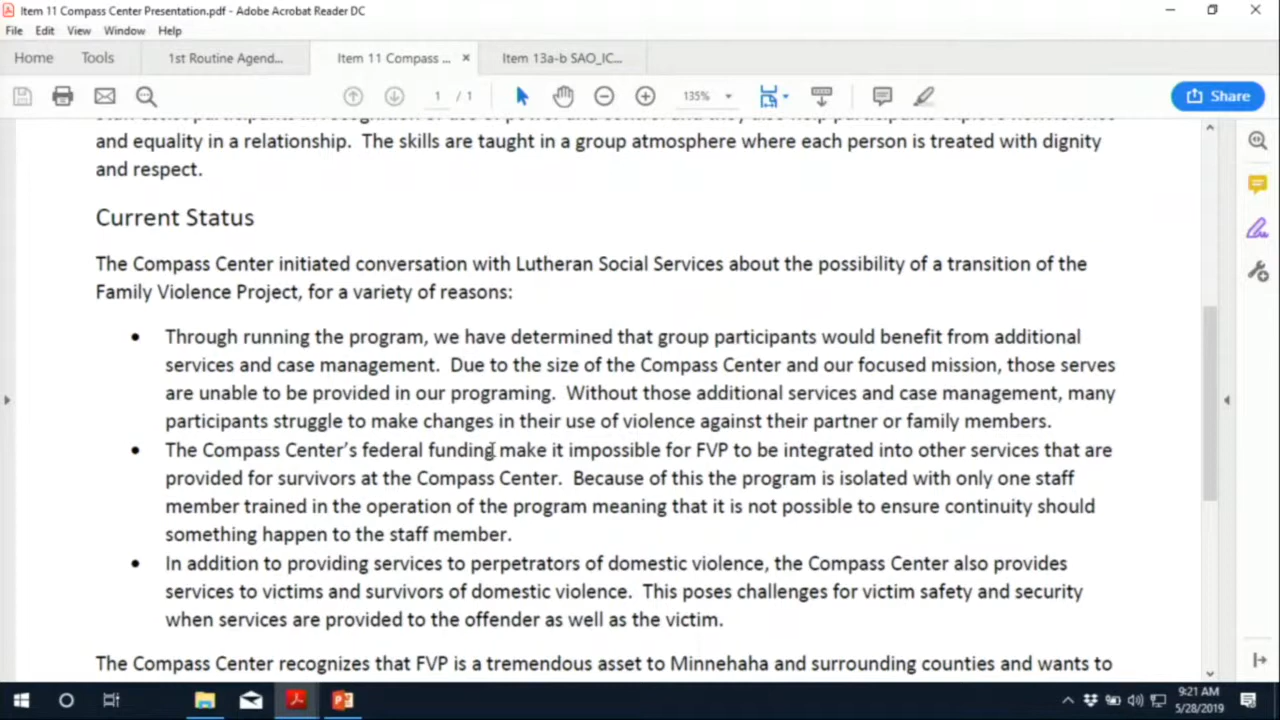 Item 11 Compass Center Presentation.pdf - Adobe Acrobat Reader DC
File Edit View Window Help
Home Tools 1st Routine Agend... Item 11 Compass ... Item 13a-b SAO_IC...
1 / 1 135% Share
and equality in a relationship. The skills are taught in a group atmosphere where each person is treated with dignity
and respect.
Current Status
The Compass Center initiated conversation with Lutheran Social Services about the possibility of a transition of the
Family Violence Project, for a variety of reasons:
• Through running the program, we have determined that group participants would benefit from additional
services and case management. Due to the size of the Compass Center and our focused mission, those serves
are unable to be provided in our programing. Without those additional services and case management, many
participants struggle to make changes in their use of violence against their partner or family members.
• The Compass Center's federal funding make it impossible for FVP to be integrated into other services that are
provided for survivors at the Compass Center. Because of this the program is isolated with only one staff
member trained in the operation of the program meaning that it is not possible to ensure continuity should
something happen to the staff member.
• In addition to providing services to perpetrators of domestic violence, the Compass Center also provides
services to victims and survivors of domestic violence. This poses challenges for victim safety and security
when services are provided to the offender as well as the victim.
The Compass Center recognizes that FVP is a tremendous asset to Minnehaha and surrounding counties and wants to
9:21 AM
5/28/2019